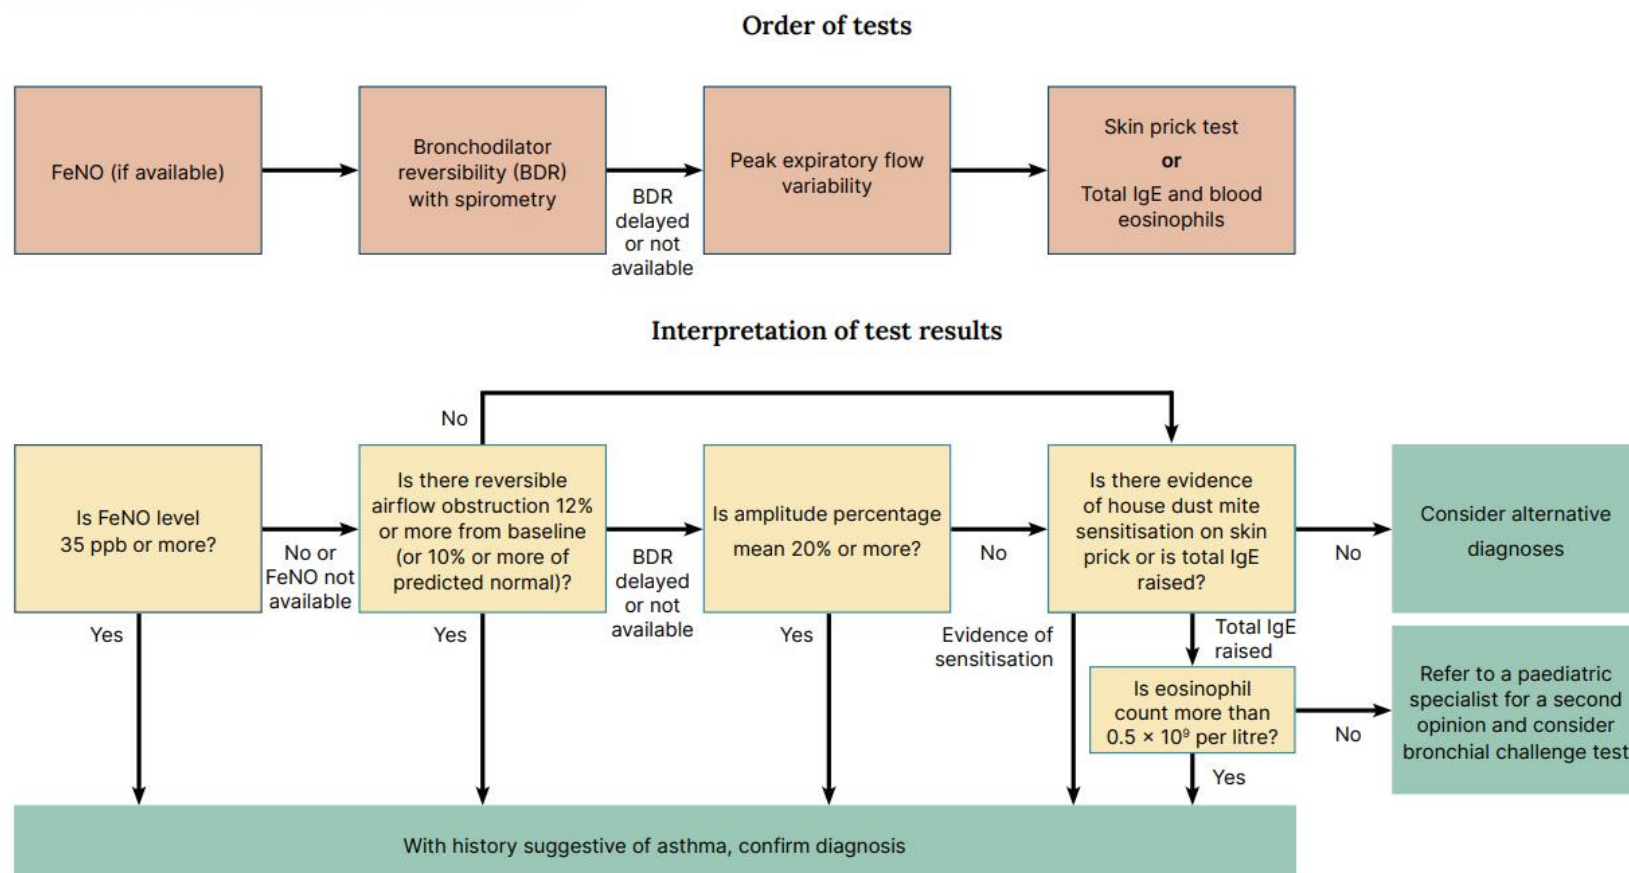 Order of tests
FeNO (if available)
Bronchodilator
reversibility (BDR)
with spirometry
BDR
delayed
or not
available
Peak expiratory flow
variability
Skin prick test
or
Total IgE and blood
eosinophils
Interpretation of test results
No
Is FeNO level
35 ppb or more?
No or
FeNO not
available
Yes
Is there reversible
airflow obstruction 12%
or more from baseline
(or 10% or more of
predicted normal)?
BDR
delayed
or not
available
Yes
Is amplitude percentage
mean 20% or more?
No
Yes
Is there evidence
of house dust mite
sensitisation on skin
prick or is total IgE
raised?
No
Consider alternative
diagnoses
Evidence of
sensitisation
Total IgE
raised
Is eosinophil
count more than
0.5 × 10⁹ per litre?
No
Yes
Refer to a paediatric
specialist for a second
opinion and consider
bronchial challenge test
With history suggestive of asthma, confirm diagnosis